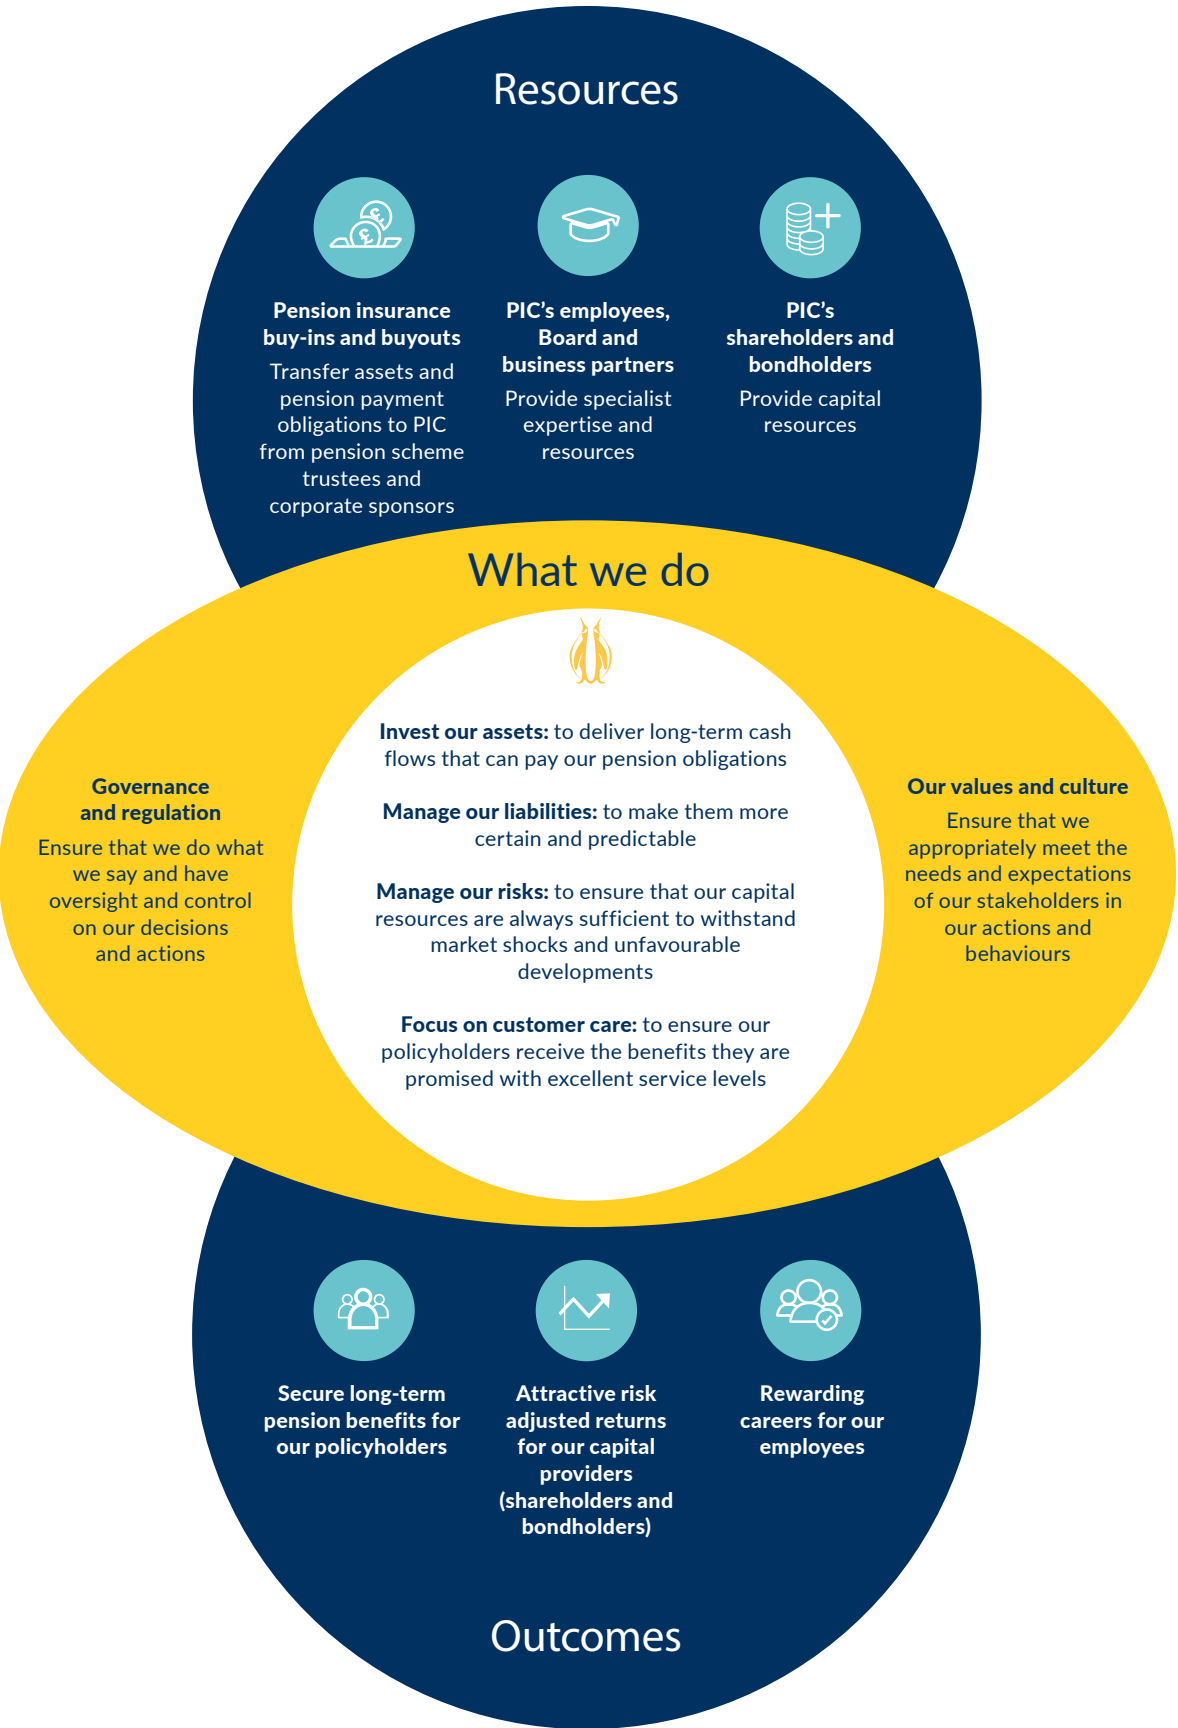 Resources
Pension insurance
buy-ins and buyouts
Transfer assets and
pension payment
obligations to PIC
from pension scheme
trustees and
corporate sponsors
PIC’s employees,
Board and
business partners
Provide specialist
expertise and
resources
PIC’s
shareholders and
bondholders
Provide capital
resources
What we do
Governance
and regulation
Ensure that we do what
we say and have
oversight and control
on our decisions
and actions
Invest our assets: to deliver long-term cash
flows that can pay our pension obligations
Manage our liabilities: to make them more
certain and predictable
Manage our risks: to ensure that our capital
resources are always sufficient to withstand
market shocks and unfavourable
developments
Focus on customer care: to ensure our
policyholders receive the benefits they are
promised with excellent service levels
Our values and culture
Ensure that we
appropriately meet the
needs and expectations
of our stakeholders in
our actions and
behaviours
Secure long-term
pension benefits for
our policyholders
Attractive risk
adjusted returns
for our capital
providers
(shareholders and
bondholders)
Rewarding
careers for our
employees
Outcomes